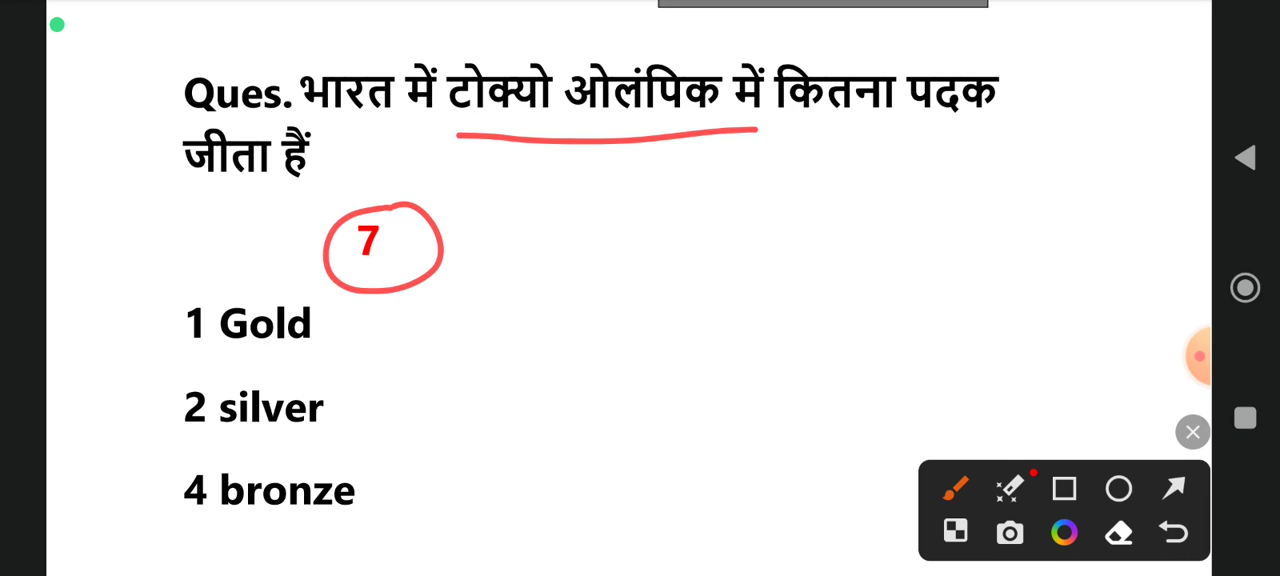 Ques. भारत में टोक्यो ओलंपिक में कितना पदक
जीता हैं
7
1 Gold
2 silver
4 bronze